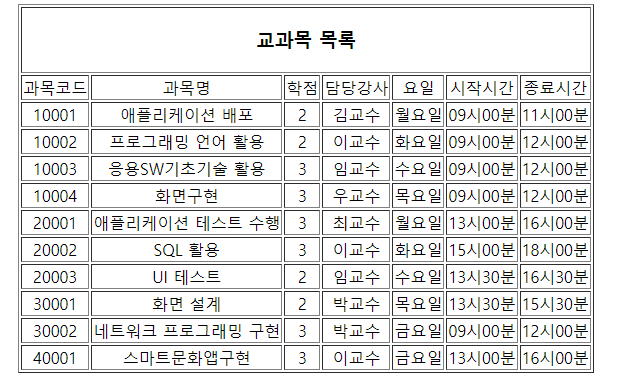 교과목 목록
과목코드 과목명 학점 담당강사 요일 시작시간 종료시간
10001 애플리케이션 배포 2 김교수 월요일 09시00분 11시00분
10002 프로그래밍 언어 활용 2 이교수 화요일 09시00분 12시00분
10003 응용SW기초기술 활용 3 임교수 수요일 09시00분 12시00분
10004 화면구현 3 우교수 목요일 09시00분 12시00분
20001 애플리케이션 테스트 수행 3 최교수 월요일 13시00분 16시00분
20002 SQL 활용 3 이교수 화요일 15시00분 18시00분
20003 UI 테스트 2 임교수 수요일 13시30분 16시30분
30001 화면 설계 2 박교수 목요일 13시30분 15시30분
30002 네트워크 프로그래밍 구현 3 박교수 금요일 09시00분 12시00분
40001 스마트문화앱구현 3 이교수 금요일 13시00분 16시00분